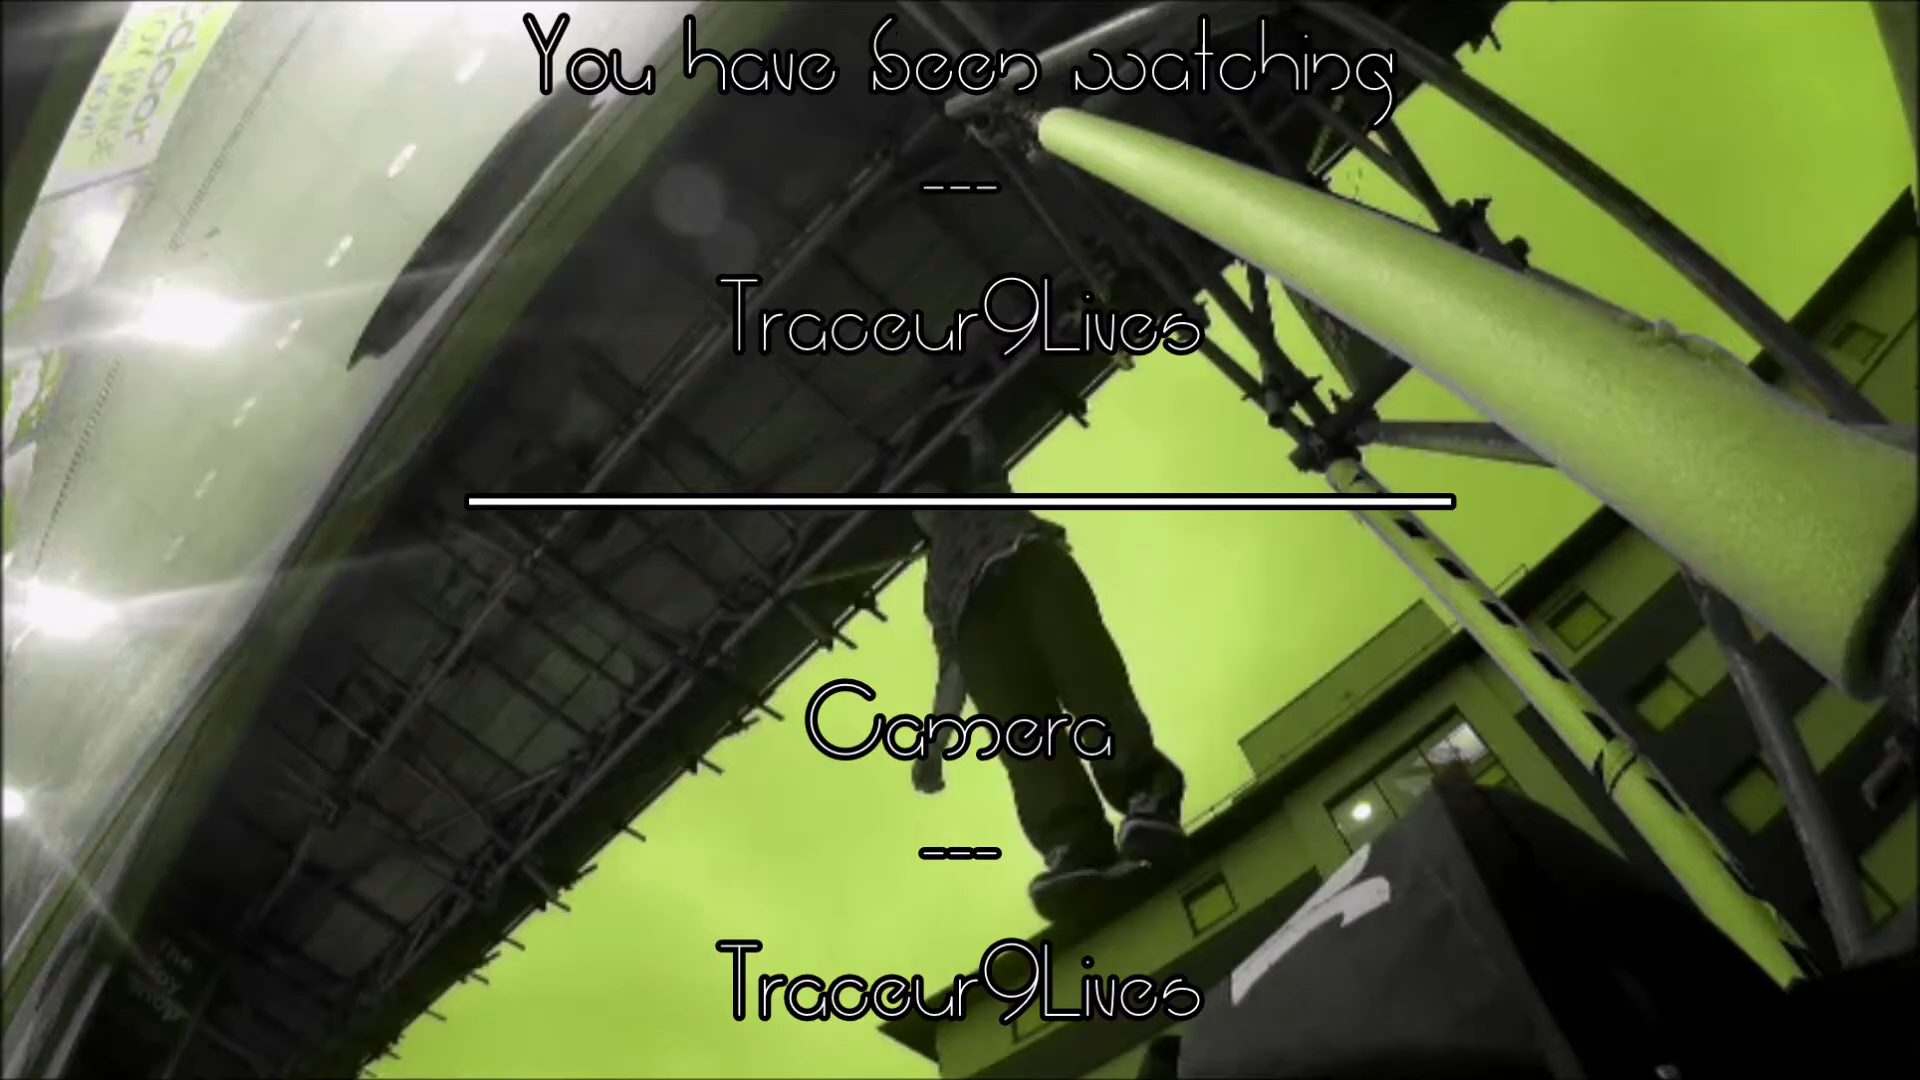 You have been watching
---
Traceur9Lives
Camera
---
Traceur9Lives